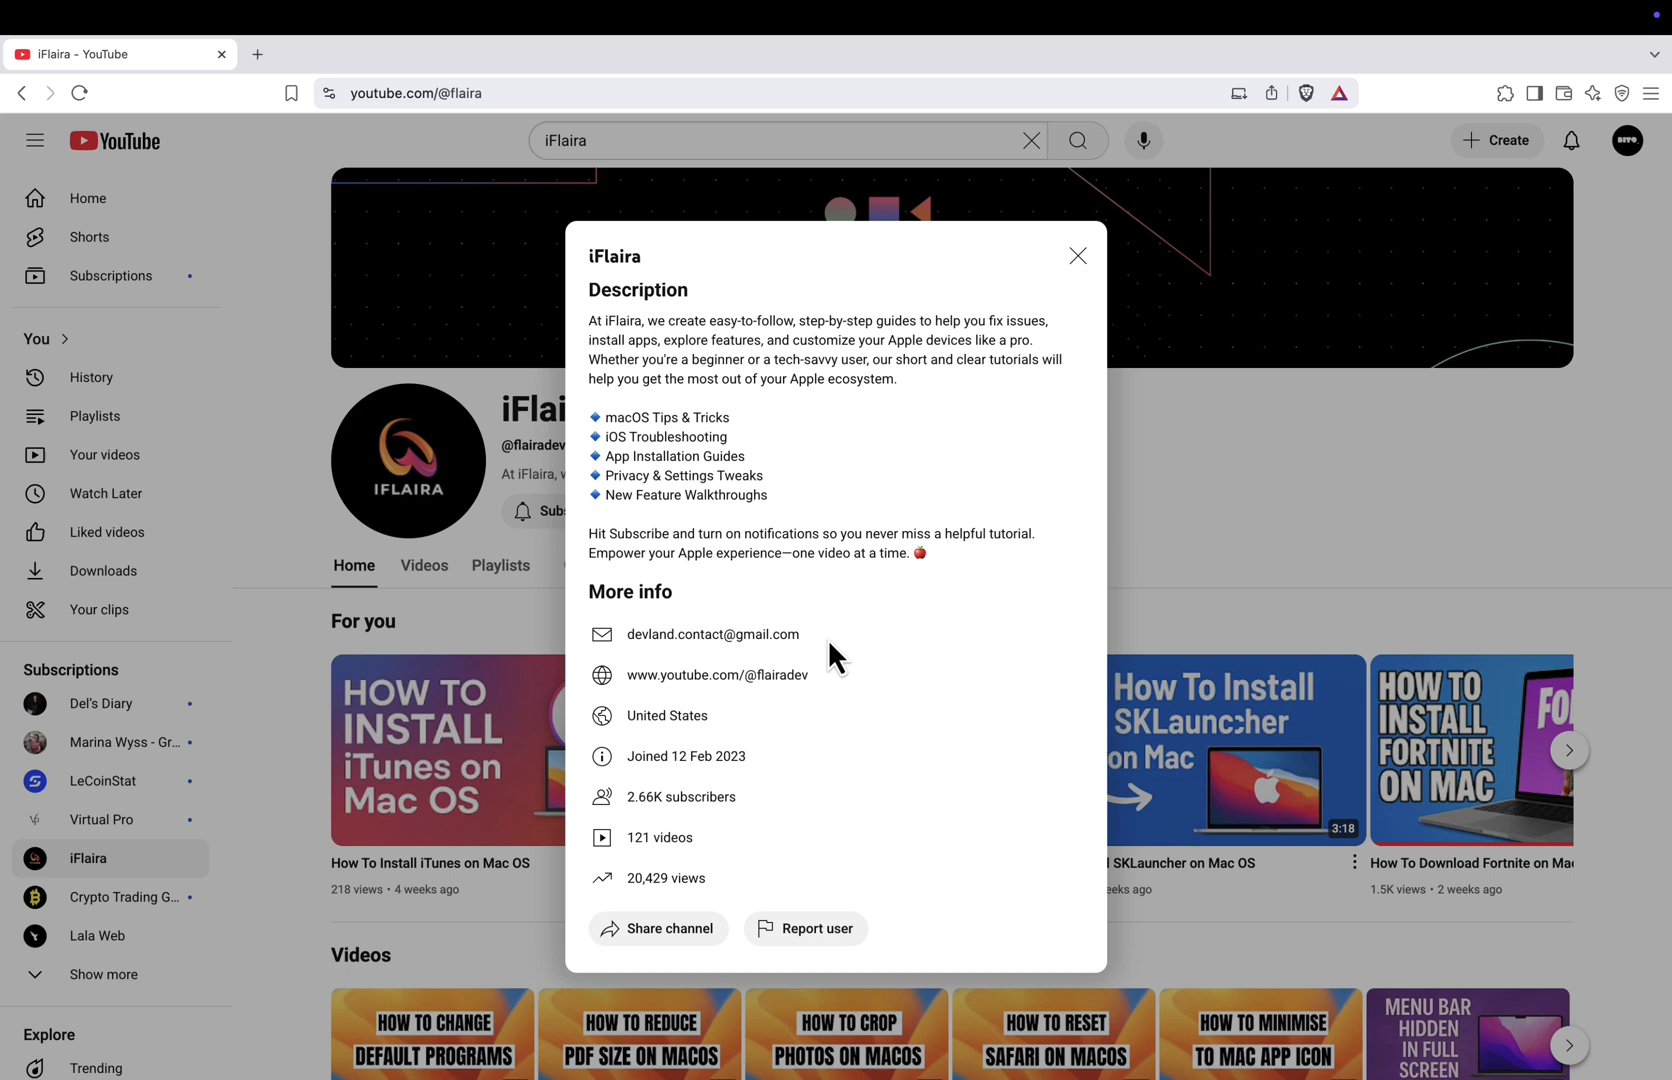 iFlaira - YouTube
youtube.com/@flaira
YouTube
iFlaira
Create
BITO.
Home
Shorts
Subscriptions
You
History
Playlists
Your videos
Watch Later
Liked videos
Downloads
Your clips
Subscriptions
Del's Diary
Marina Wyss - Gr...
LeCoinStat
Virtual Pro
iFlaira
Crypto Trading G...
Lala Web
Show more
Explore
Trending
IFLAIRA
iFlai
@flairadev
At iFlaira, w
Subs
Home
Videos
Playlists
For you
HOW TO
INSTALL
iTunes on
Mac OS
How To Install iTunes on Mac OS
218 views • 4 weeks ago
iFlaira
Description
At iFlaira, we create easy-to-follow, step-by-step guides to help you fix issues,
install apps, explore features, and customize your Apple devices like a pro.
Whether you're a beginner or a tech-savvy user, our short and clear tutorials will
help you get the most out of your Apple ecosystem.
🔹 macOS Tips & Tricks
🔹 iOS Troubleshooting
🔹 App Installation Guides
🔹 Privacy & Settings Tweaks
🔹 New Feature Walkthroughs
Hit Subscribe and turn on notifications so you never miss a helpful tutorial.
Empower your Apple experience—one video at a time. 🍎
More info
devland.contact@gmail.com
www.youtube.com/@flairadev
United States
Joined 12 Feb 2023
2.66K subscribers
121 videos
20,429 views
Share channel
Report user
How To Install
SKLauncher
on Mac
3:18
SKLauncher on Mac OS
eeks ago
HOW TO
INSTALL
FORTNITE
ON MAC
FO
How To Download Fortnite on Mac
1.5K views • 2 weeks ago
Videos
HOW TO CHANGE
DEFAULT PROGRAMS
HOW TO REDUCE
PDF SIZE ON MACOS
HOW TO CROP
PHOTOS ON MACOS
HOW TO RESET
SAFARI ON MACOS
HOW TO MINIMISE
TO MAC APP ICON
MENU BAR
HIDDEN
IN FULL
SCREEN